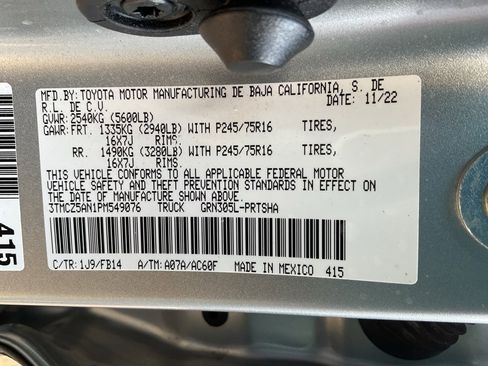 MFD.BY: TOYOTA MOTOR MANUFACTURING DE BAJA CALIFORNIA, S. DE
R.L. DE C.V. DATE: 11/22
GVWR: 2540KG (5600LB)
GAWR: FRT. 1335KG (2940LB) WITH P245/75R16 TIRES,
16X7J RIMS.
RR. 1490KG (3280LB) WITH P245/75R16 TIRES,
16X7J RIMS.
THIS VEHICLE CONFORMS TO ALL APPLICABLE FEDERAL MOTOR
VEHICLE SAFETY AND THEFT PREVENTION STANDARDS IN EFFECT ON
THE DATE OF MANUFACTURE SHOWN ABOVE.
3TMCZ5AN1PM549076 TRUCK GRN305L-PRTSHA
C/TR: 1J9/FB14 A/TM: A07A/AC60F MADE IN MEXICO 415
415